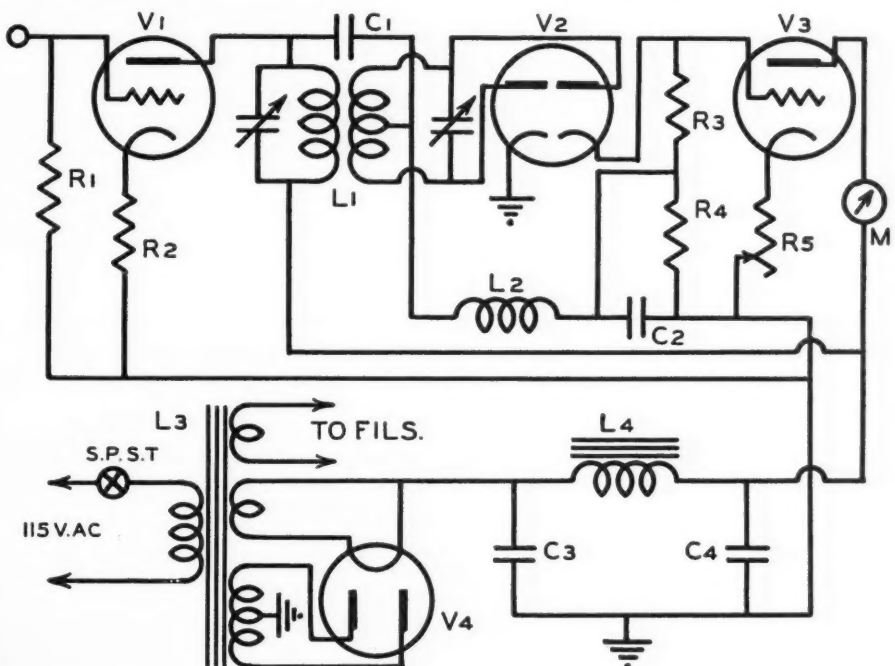 V1
C1
V2
V3
R1
R2
L1
R3
R4
R5
M
L2
C2
L3
TO FILS.
L4
S.P.S.T
115 V.AC
C3
C4
V4